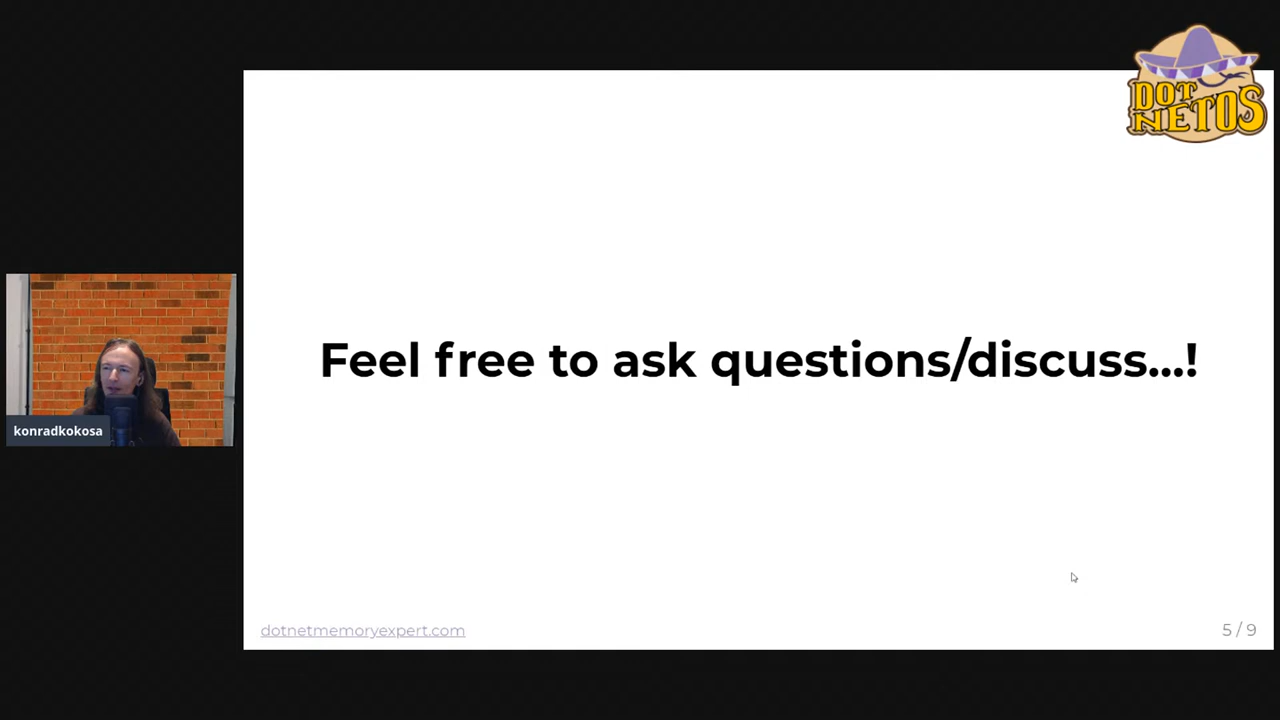 DOT
NETOS
Feel free to ask questions/discuss...!
konradkokosa
dotnetmemoryexpert.com
5 / 9